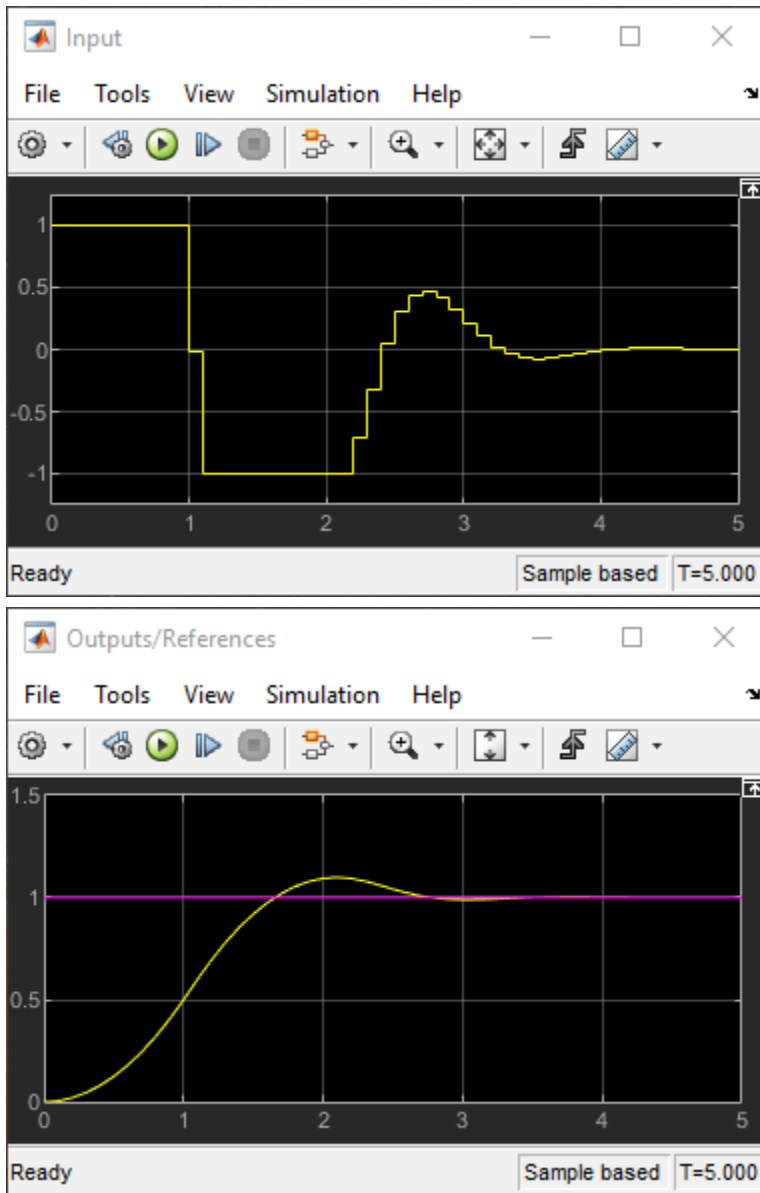 Input
File Tools View Simulation Help
1
0.5
0
-0.5
-1
0 1 2 3 4 5
Ready Sample based T=5.000
Outputs/References
File Tools View Simulation Help
1.5
1
0.5
0
0 1 2 3 4 5
Ready Sample based T=5.000